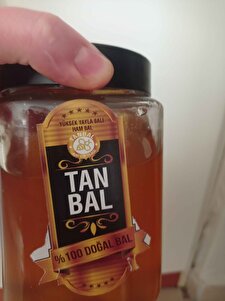 YÜKSEK YAYLA BALI
HAM BAL
TAN
BAL
%100 DOĞAL BAL